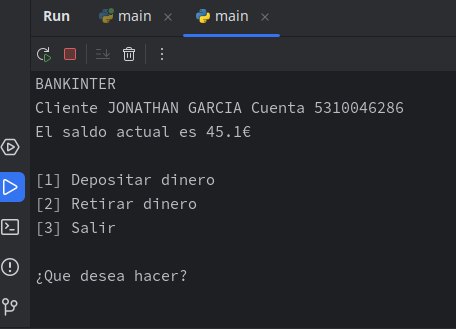 Run main main
BANKINTER
Cliente JONATHAN GARCIA Cuenta 5310046286
El saldo actual es 45.1€
[1] Depositar dinero
[2] Retirar dinero
[3] Salir
¿Que desea hacer?